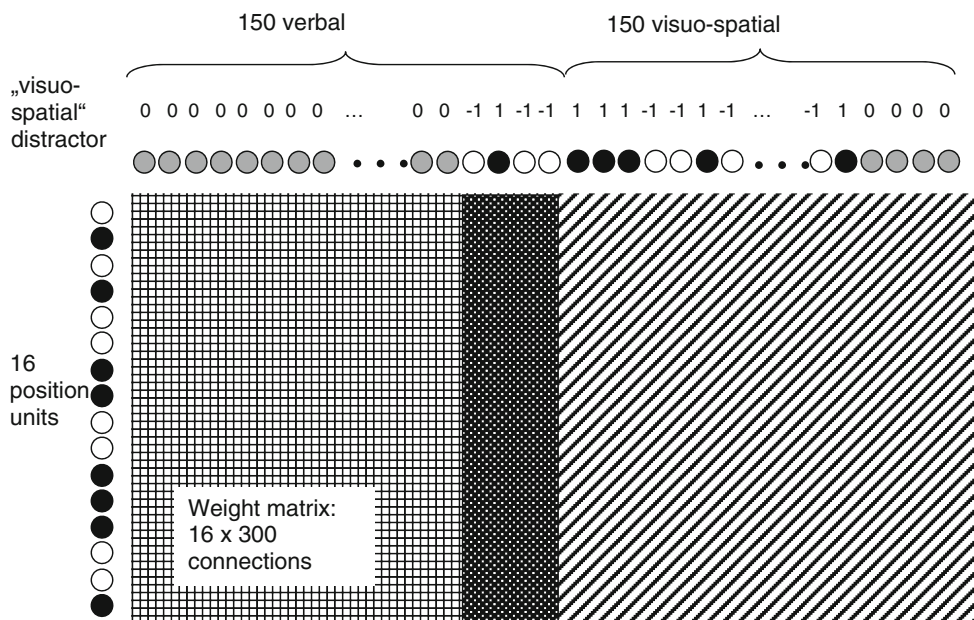 150 verbal 150 visuo-spatial
„visuo-
spatial“
distractor
0 0 0 0 0 0 0 0 ... 0 0 -1 1 -1 -1 1 1 1 -1 -1 1 -1 ... -1 1 0 0 0 0
16
position
units
Weight matrix:
16 x 300
connections